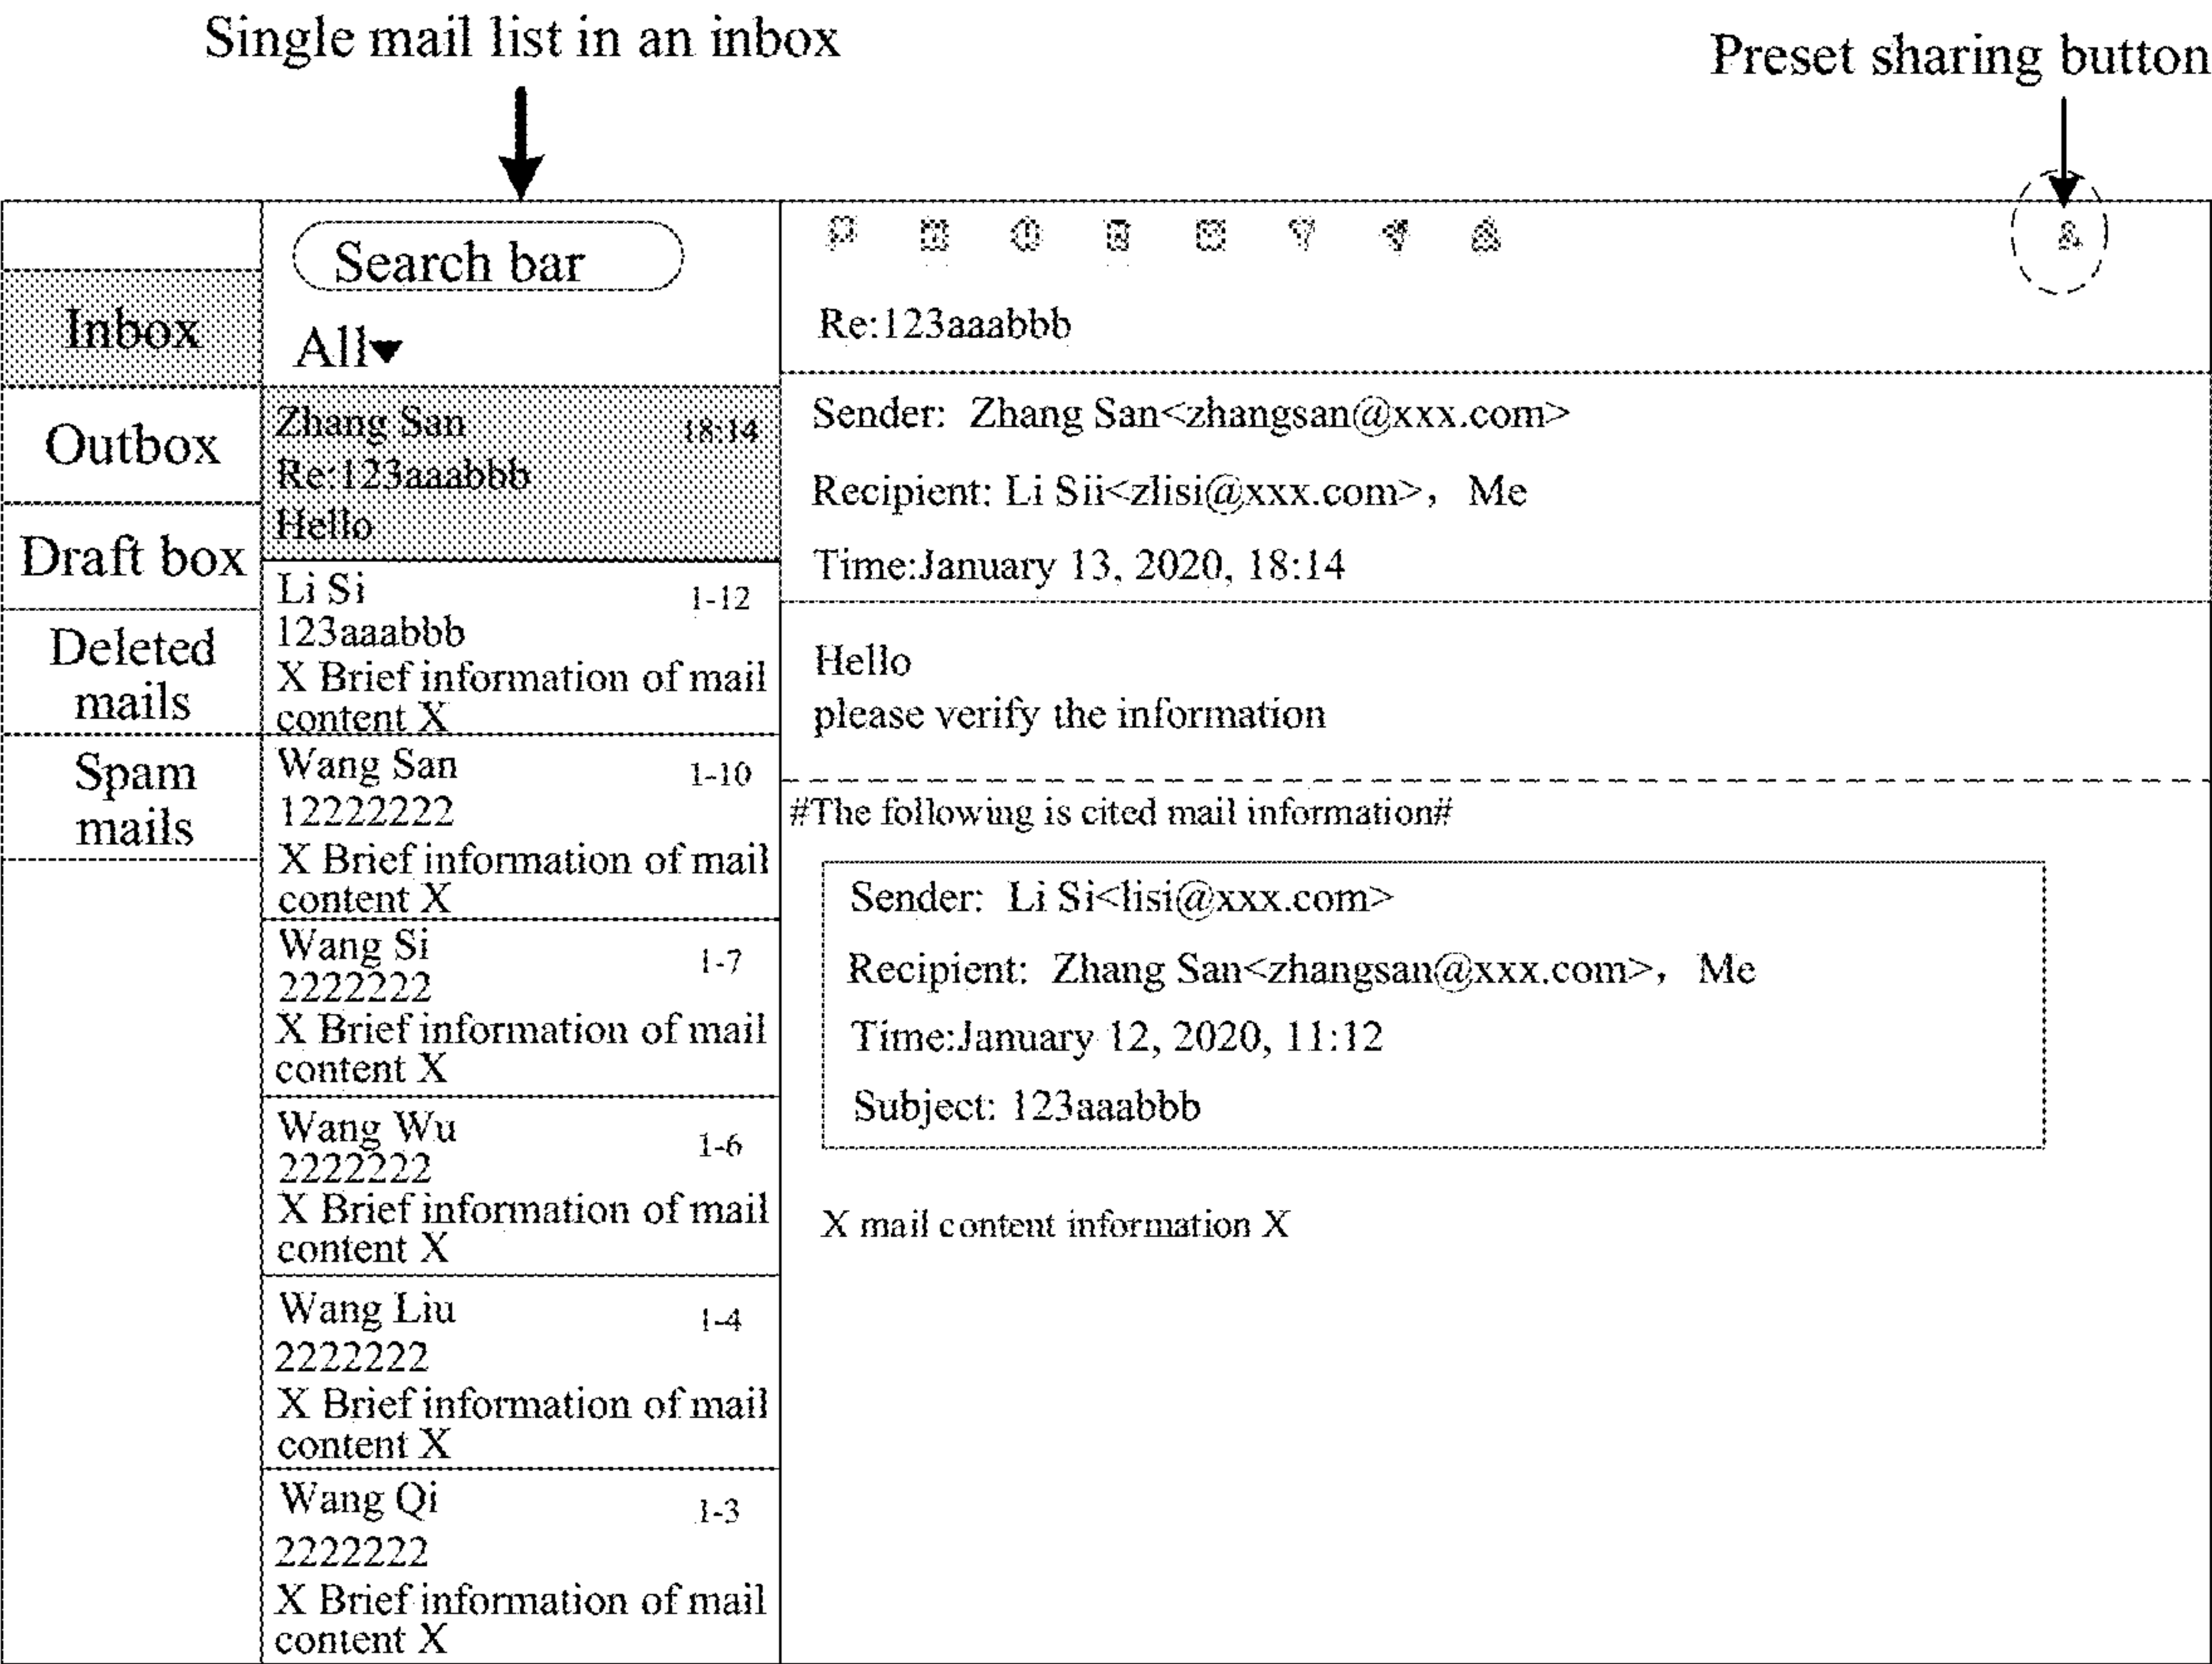 Single mail list in an inbox
Preset sharing button
Inbox
Outbox
Draft box
Deleted
mails
Spam
mails
Search bar
All
Zhang San 18:14
Re:123aaabbb
Hello
Li Si 1-12
123aaabbb
X Brief information of mail
content X
Wang San 1-10
12222222
X Brief information of mail
content X
Wang Si 1-7
2222222
X Brief information of mail
content X
Wang Wu 1-6
2222222
X Brief information of mail
content X
Wang Liu 1-4
2222222
X Brief information of mail
content X
Wang Qi 1-3
2222222
X Brief information of mail
content X
Re:123aaabbb
Sender: Zhang San<zhangsan@xxx.com>
Recipient: Li Sii<zlisi@xxx.com>, Me
Time:January 13, 2020, 18:14
Hello
please verify the information
#The following is cited mail information#
Sender: Li Si<lisi@xxx.com>
Recipient: Zhang San<zhangsan@xxx.com>, Me
Time:January 12, 2020, 11:12
Subject: 123aaabbb
X mail content information X